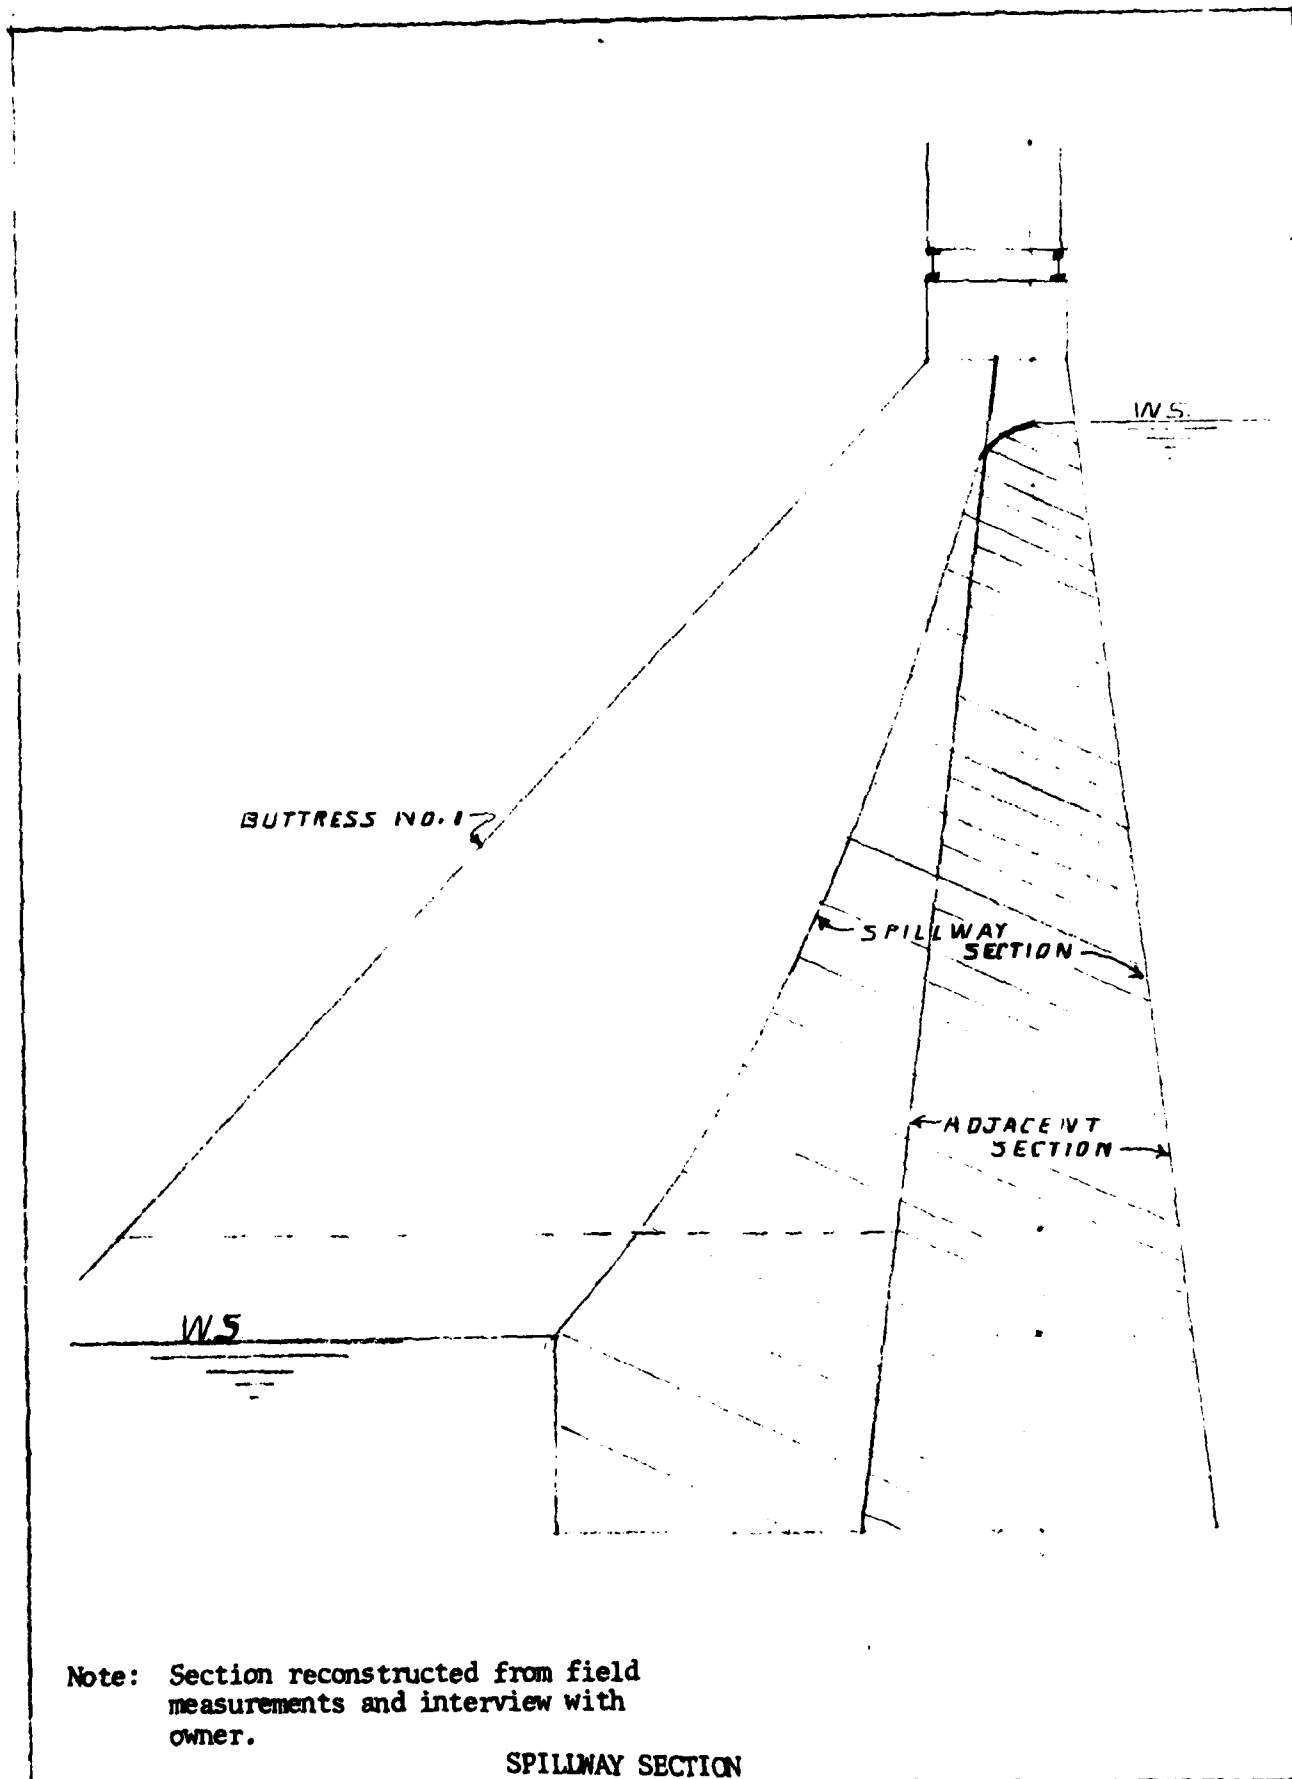 W.S.
BUTTRESS NO. 1
SPILLWAY
SECTION
ADJACENT
SECTION
WS
Note: Section reconstructed from field
measurements and interview with
owner.
SPILLWAY SECTION